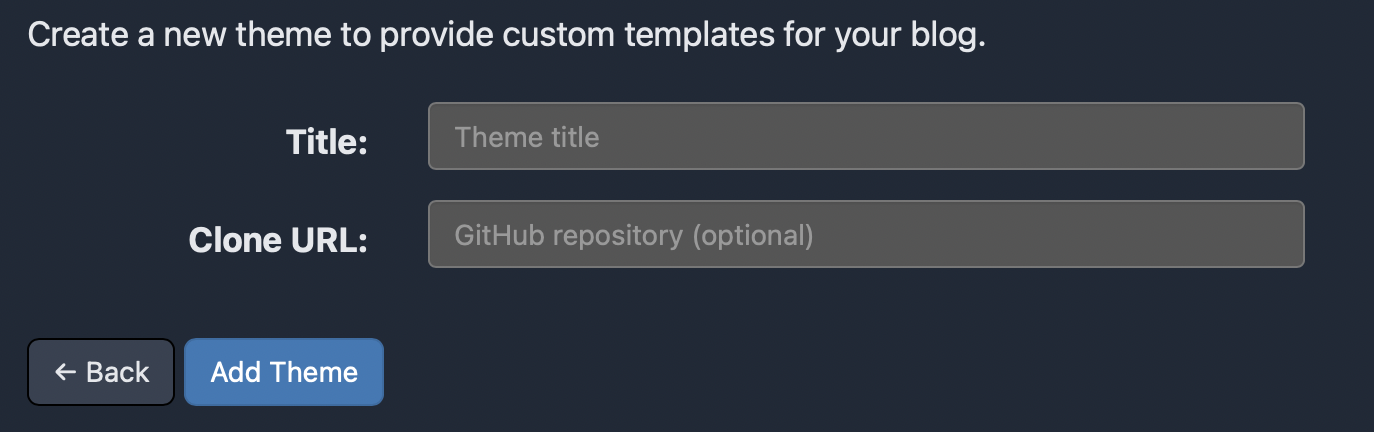 Create a new theme to provide custom templates for your blog.
Title:
Theme title
Clone URL:
GitHub repository (optional)
← Back
Add Theme